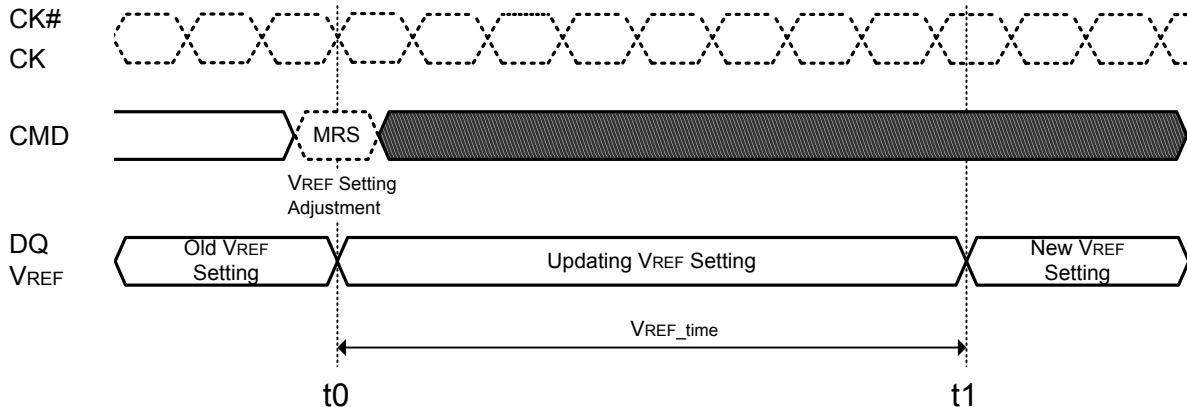 CK#
CK
CMD
MRS
VREF Setting
Adjustment
DQ
VREF
Old VREF
Setting
Updating VREF Setting
New VREF
Setting
VREF_time
t0
t1